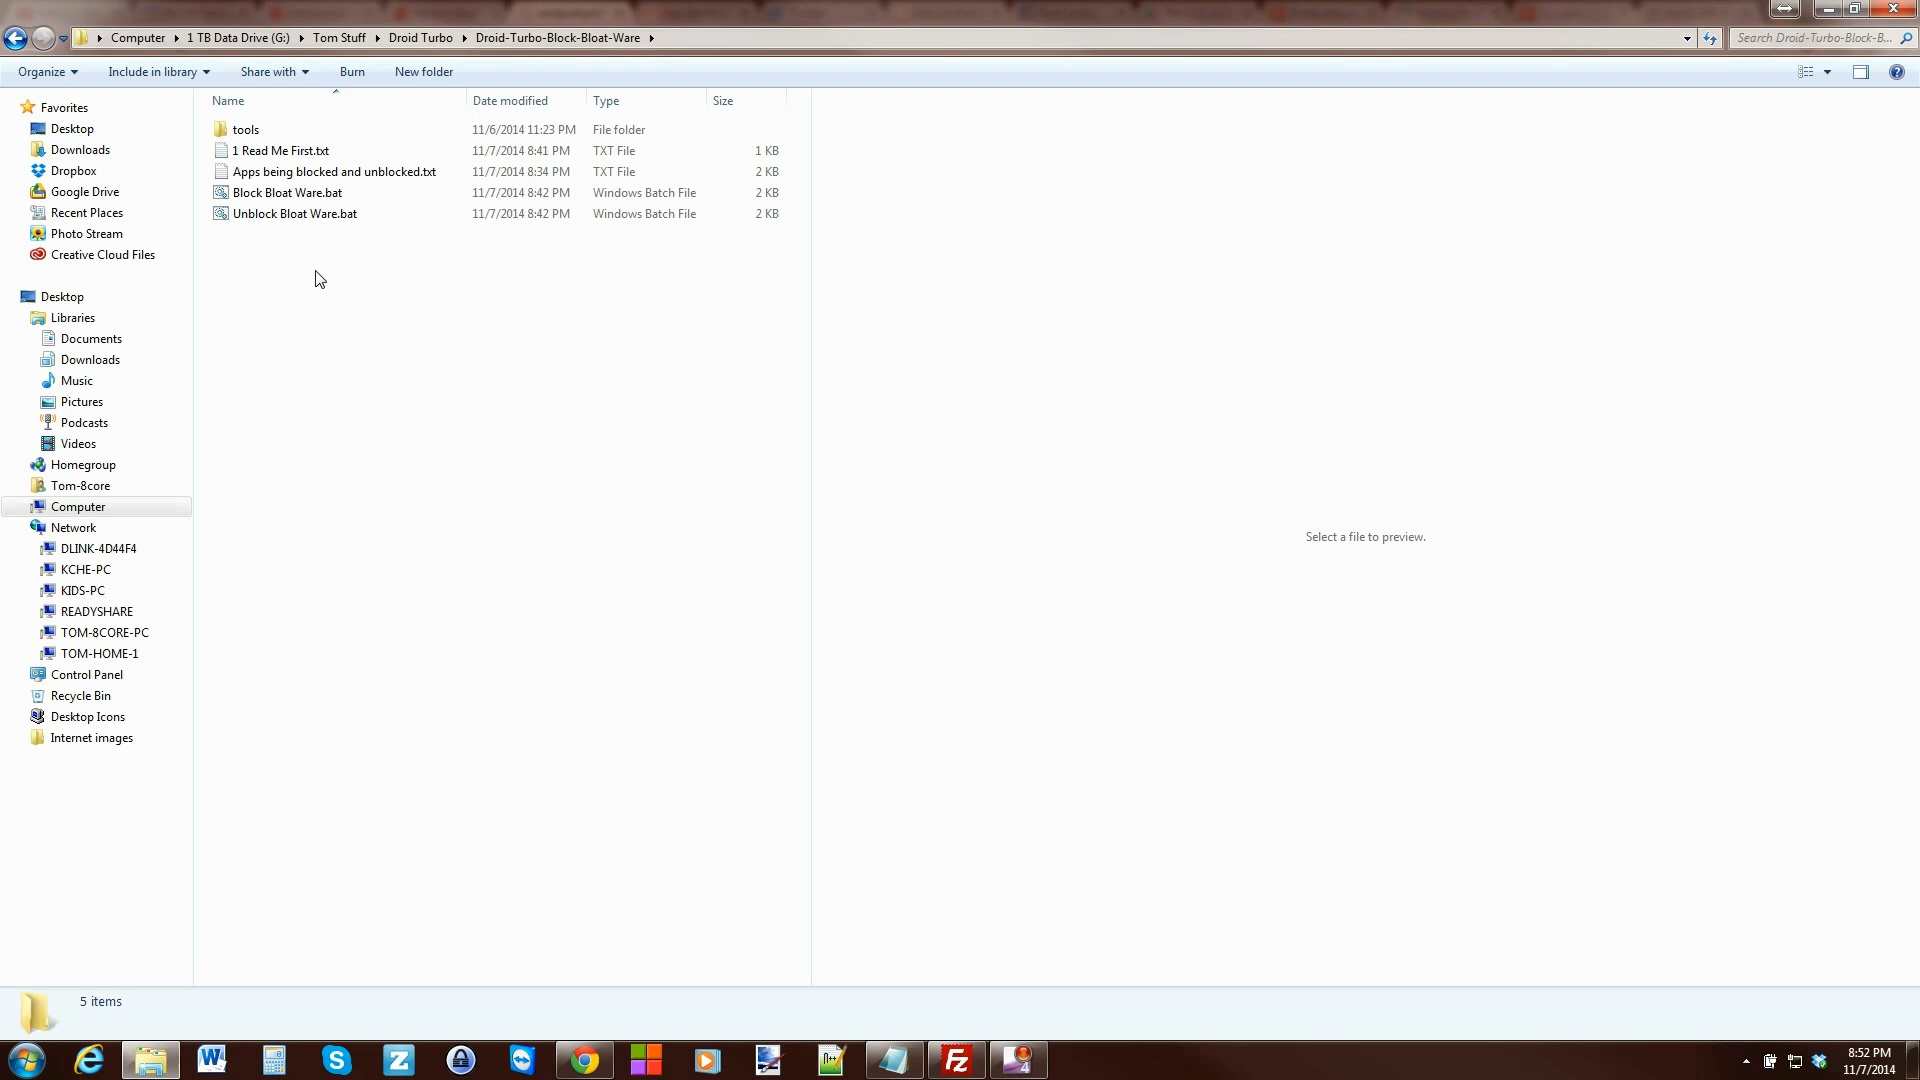 Computer 1 TB Data Drive (G:) Tom Stuff Droid Turbo Droid-Turbo-Block-Bloat-Ware
Search Droid-Turbo-Block-B...
Organize Include in library Share with Burn New folder
Name Date modified Type Size
tools 11/6/2014 11:23 PM File folder
1 Read Me First.txt 11/7/2014 8:41 PM TXT File 1 KB
Apps being blocked and unblocked.txt 11/7/2014 8:34 PM TXT File 2 KB
Block Bloat Ware.bat 11/7/2014 8:42 PM Windows Batch File 2 KB
Unblock Bloat Ware.bat 11/7/2014 8:42 PM Windows Batch File 2 KB
Favorites
Desktop
Downloads
Dropbox
Google Drive
Recent Places
Photo Stream
Creative Cloud Files
Desktop
Libraries
Documents
Downloads
Music
Pictures
Podcasts
Videos
Homegroup
Tom-8core
Computer
Network
DLINK-4D44F4
KCHE-PC
KIDS-PC
READYSHARE
TOM-8CORE-PC
TOM-HOME-1
Control Panel
Recycle Bin
Desktop Icons
Internet images
Select a file to preview.
5 items
8:52 PM
11/7/2014